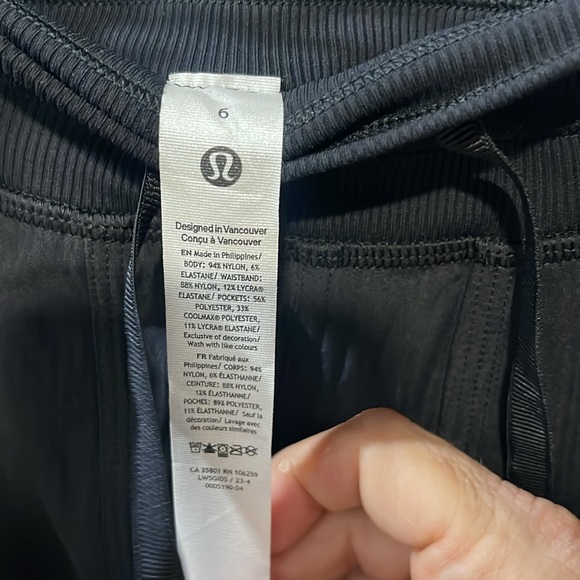 6
Designed in Vancouver
Conçu à Vancouver
EN Made in Philippines/
BODY: 94% NYLON, 6%
ELASTANE/ WAISTBAND:
88% NYLON, 12% LYCRA®
ELASTANE/ POCKETS: 56%
POLYESTER, 33%
COOLMAX® POLYESTER,
11% LYCRA® ELASTANE/
Exclusive of decoration/
Wash with like colours
FR Fabriqué aux
Philippines/ CORPS: 94%
NYLON, 6% ÉLASTHANNE/
CEINTURE: 88% NYLON,
12% ÉLASTHANNE/
POCHES: 89% POLYESTER,
11% ÉLASTHANNE/ Sauf la
décoration/ Lavage avec
des couleurs similaires
CA 35801 RN 106259
LW5GIDS / 23-4
0005190-04